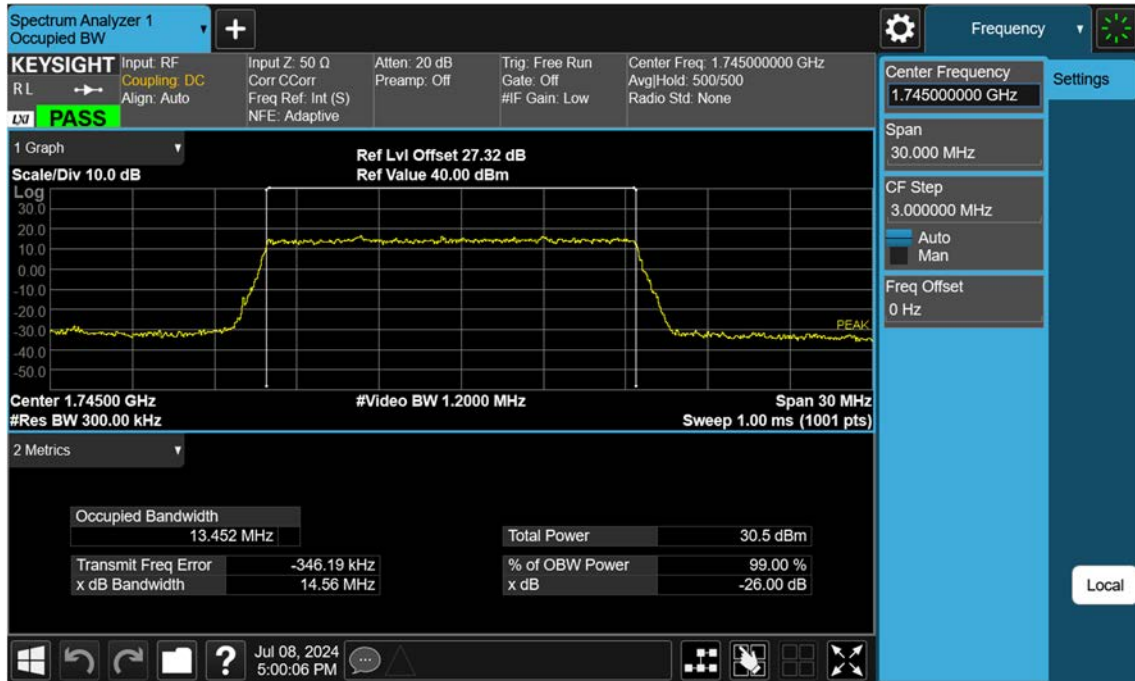 Spectrum Analyzer 1
Occupied BW
Frequency
KEYSIGHT
R L
LXI PASS
Input: RF
Coupling: DC
Align: Auto
Input Z: 50 Ω
Corr CCorr
Freq Ref: Int (S)
NFE: Adaptive
Atten: 20 dB
Preamp: Off
Trig: Free Run
Gate: Off
#IF Gain: Low
Center Freq: 1.745000000 GHz
Avg|Hold: 500/500
Radio Std: None
Center Frequency
1.745000000 GHz
Settings
Span
30.000 MHz
CF Step
3.000000 MHz
Auto
Man
Freq Offset
0 Hz
Local
1 Graph
Scale/Div 10.0 dB
Ref Lvl Offset 27.32 dB
Ref Value 40.00 dBm
Log
30.0
20.0
10.0
0.00
-10.0
-20.0
-30.0
-40.0
-50.0
PEAK
Center 1.74500 GHz
#Video BW 1.2000 MHz
Span 30 MHz
#Res BW 300.00 kHz
Sweep 1.00 ms (1001 pts)
2 Metrics
Occupied Bandwidth
13.452 MHz
Total Power 30.5 dBm
Transmit Freq Error -346.19 kHz
% of OBW Power 99.00 %
x dB Bandwidth 14.56 MHz
x dB -26.00 dB
?
Jul 08, 2024
5:00:06 PM